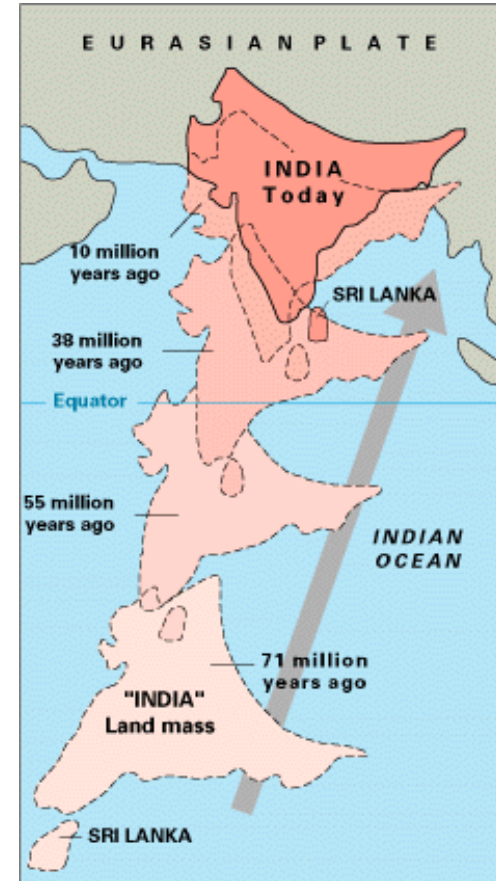 EURASIAN PLATE
INDIA
Today
10 million
years ago
SRI LANKA
38 million
years ago
Equator
55 million
years ago
INDIAN
OCEAN
71 million
years ago
"INDIA"
Land mass
SRI LANKA